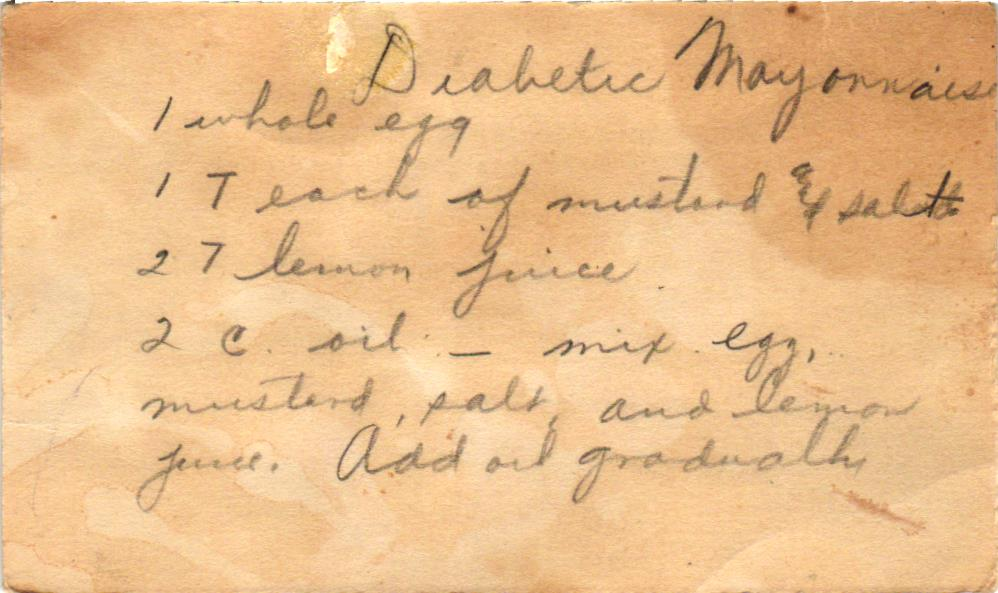 Diabetic Mayonnaise
1 whole egg
1 T each of mustard & salt
2 T lemon juice
2 c. oil - mix egg,
mustard, salt, and lemon
juice. Add oil gradually